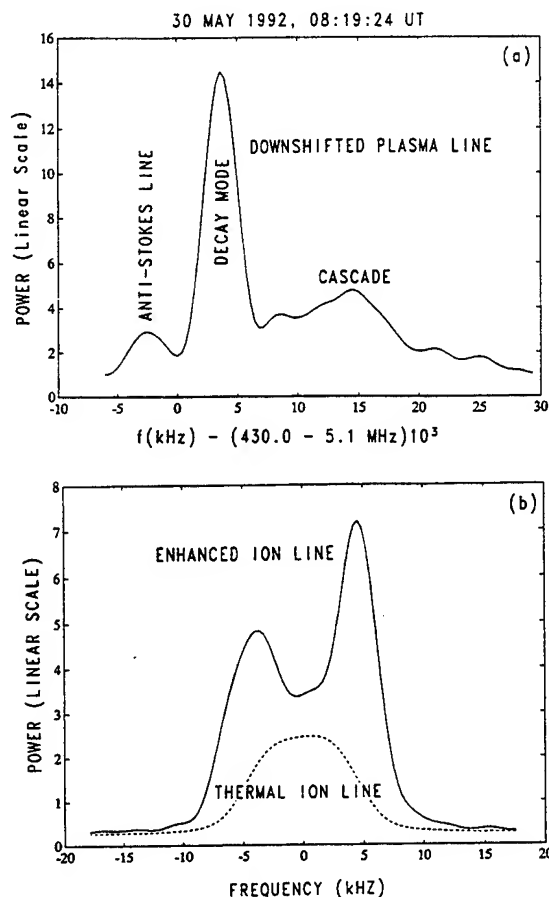 30 MAY 1992, 08:19:24 UT
(a)
16
14
12
10
8
6
4
2
0
POWER (Linear Scale)
ANTI-STOKES LINE
DECAY MODE
DOWNSHIFTED PLASMA LINE
CASCADE
-10 -5 0 5 10 15 20 25 30
f(kHz) - (430.0 - 5.1 MHz)10³
(b)
8
7
6
5
4
3
2
1
0
POWER (LINEAR SCALE)
ENHANCED ION LINE
THERMAL ION LINE
-20 -15 -10 -5 0 5 10 15 20
FREQUENCY (kHZ)